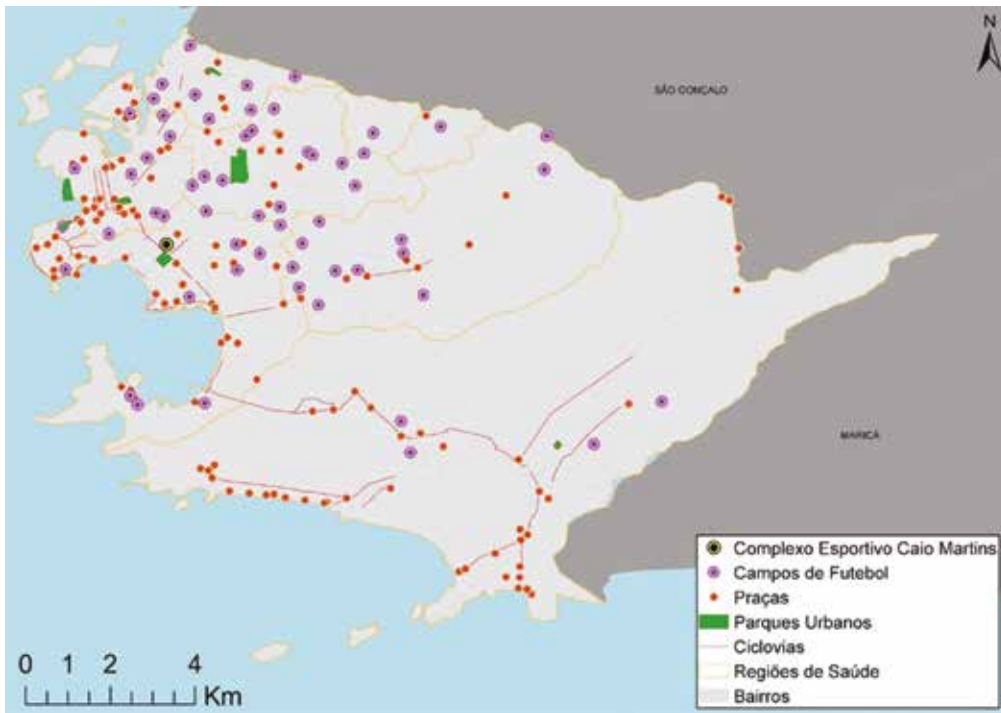 N
SÃO GONÇALO
MARICÁ
Complexo Esportivo Caio Martins
Campos de Futebol
Praças
Parques Urbanos
Ciclovias
Regiões de Saúde
Bairros
0 1 2 4
Km